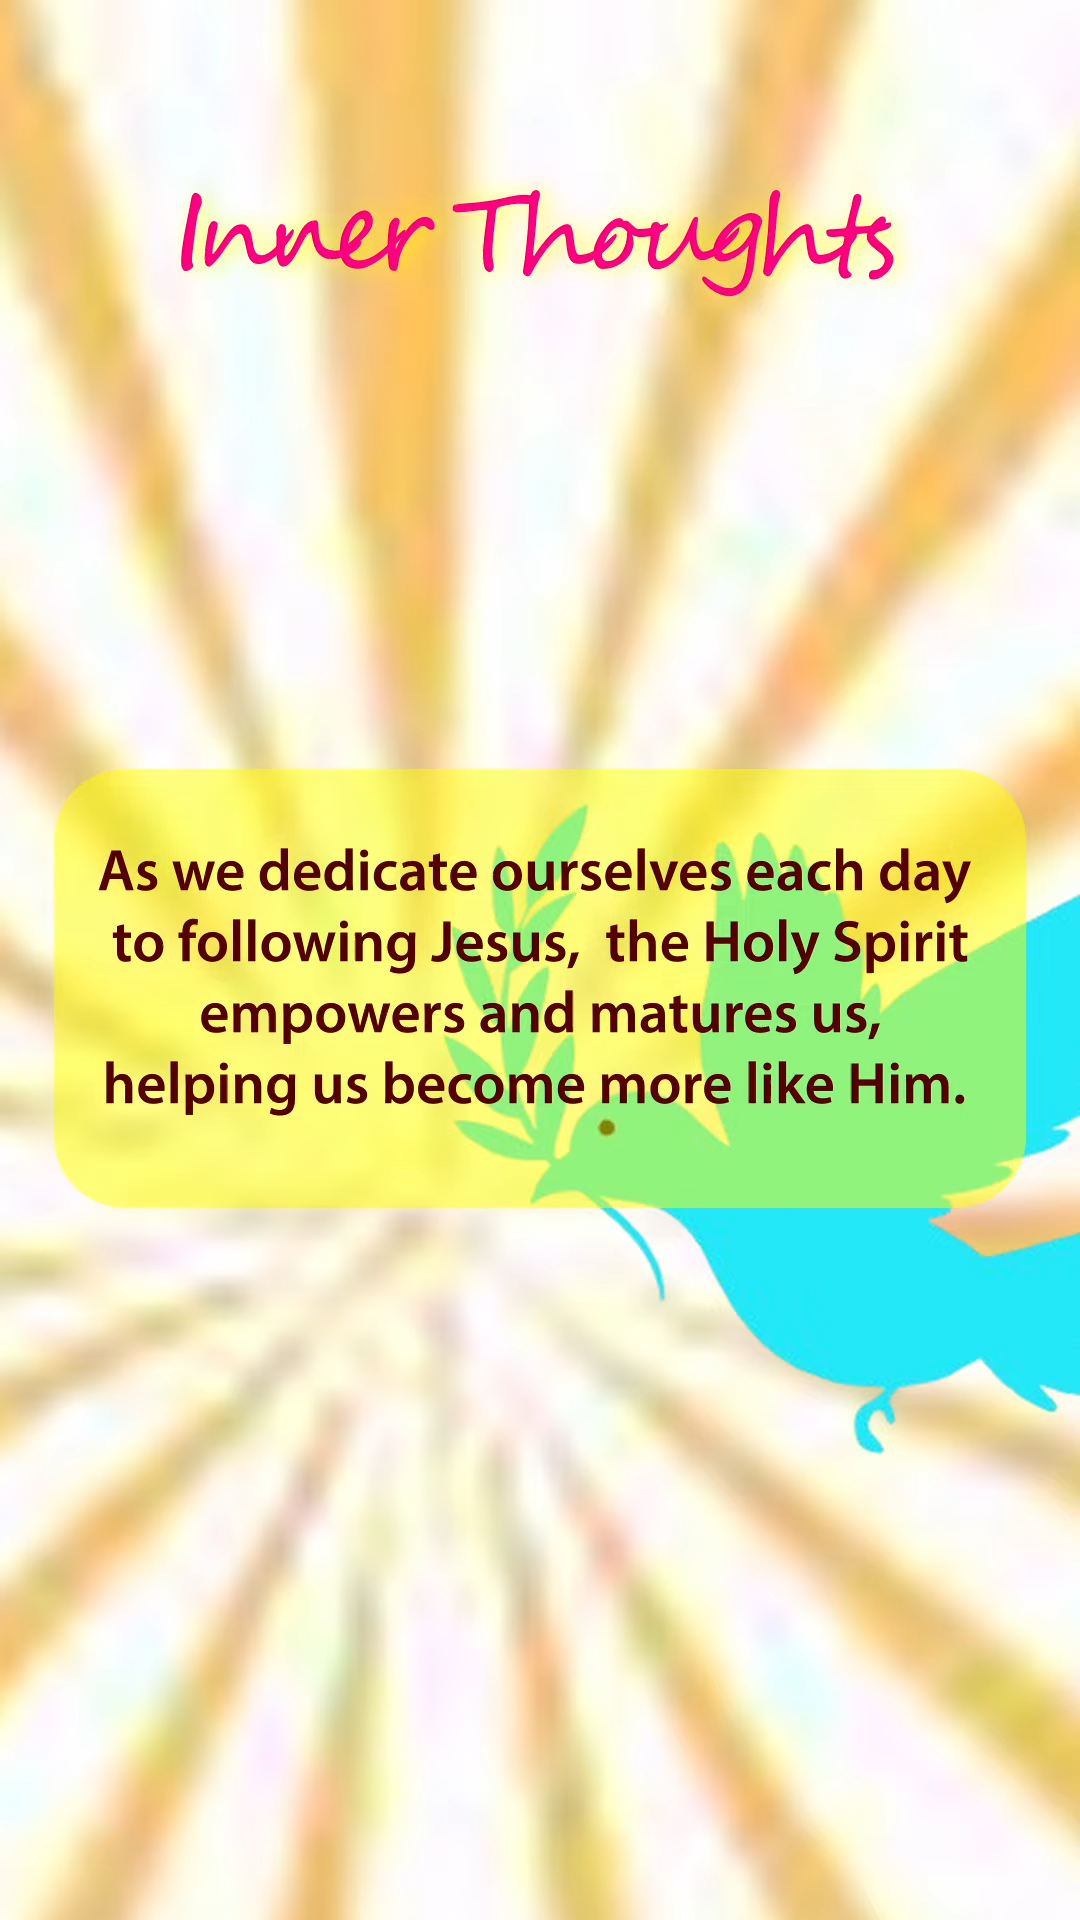 Inner Thoughts
As we dedicate ourselves each day
to following Jesus,  the Holy Spirit
empowers and matures us,
helping us become more like Him.